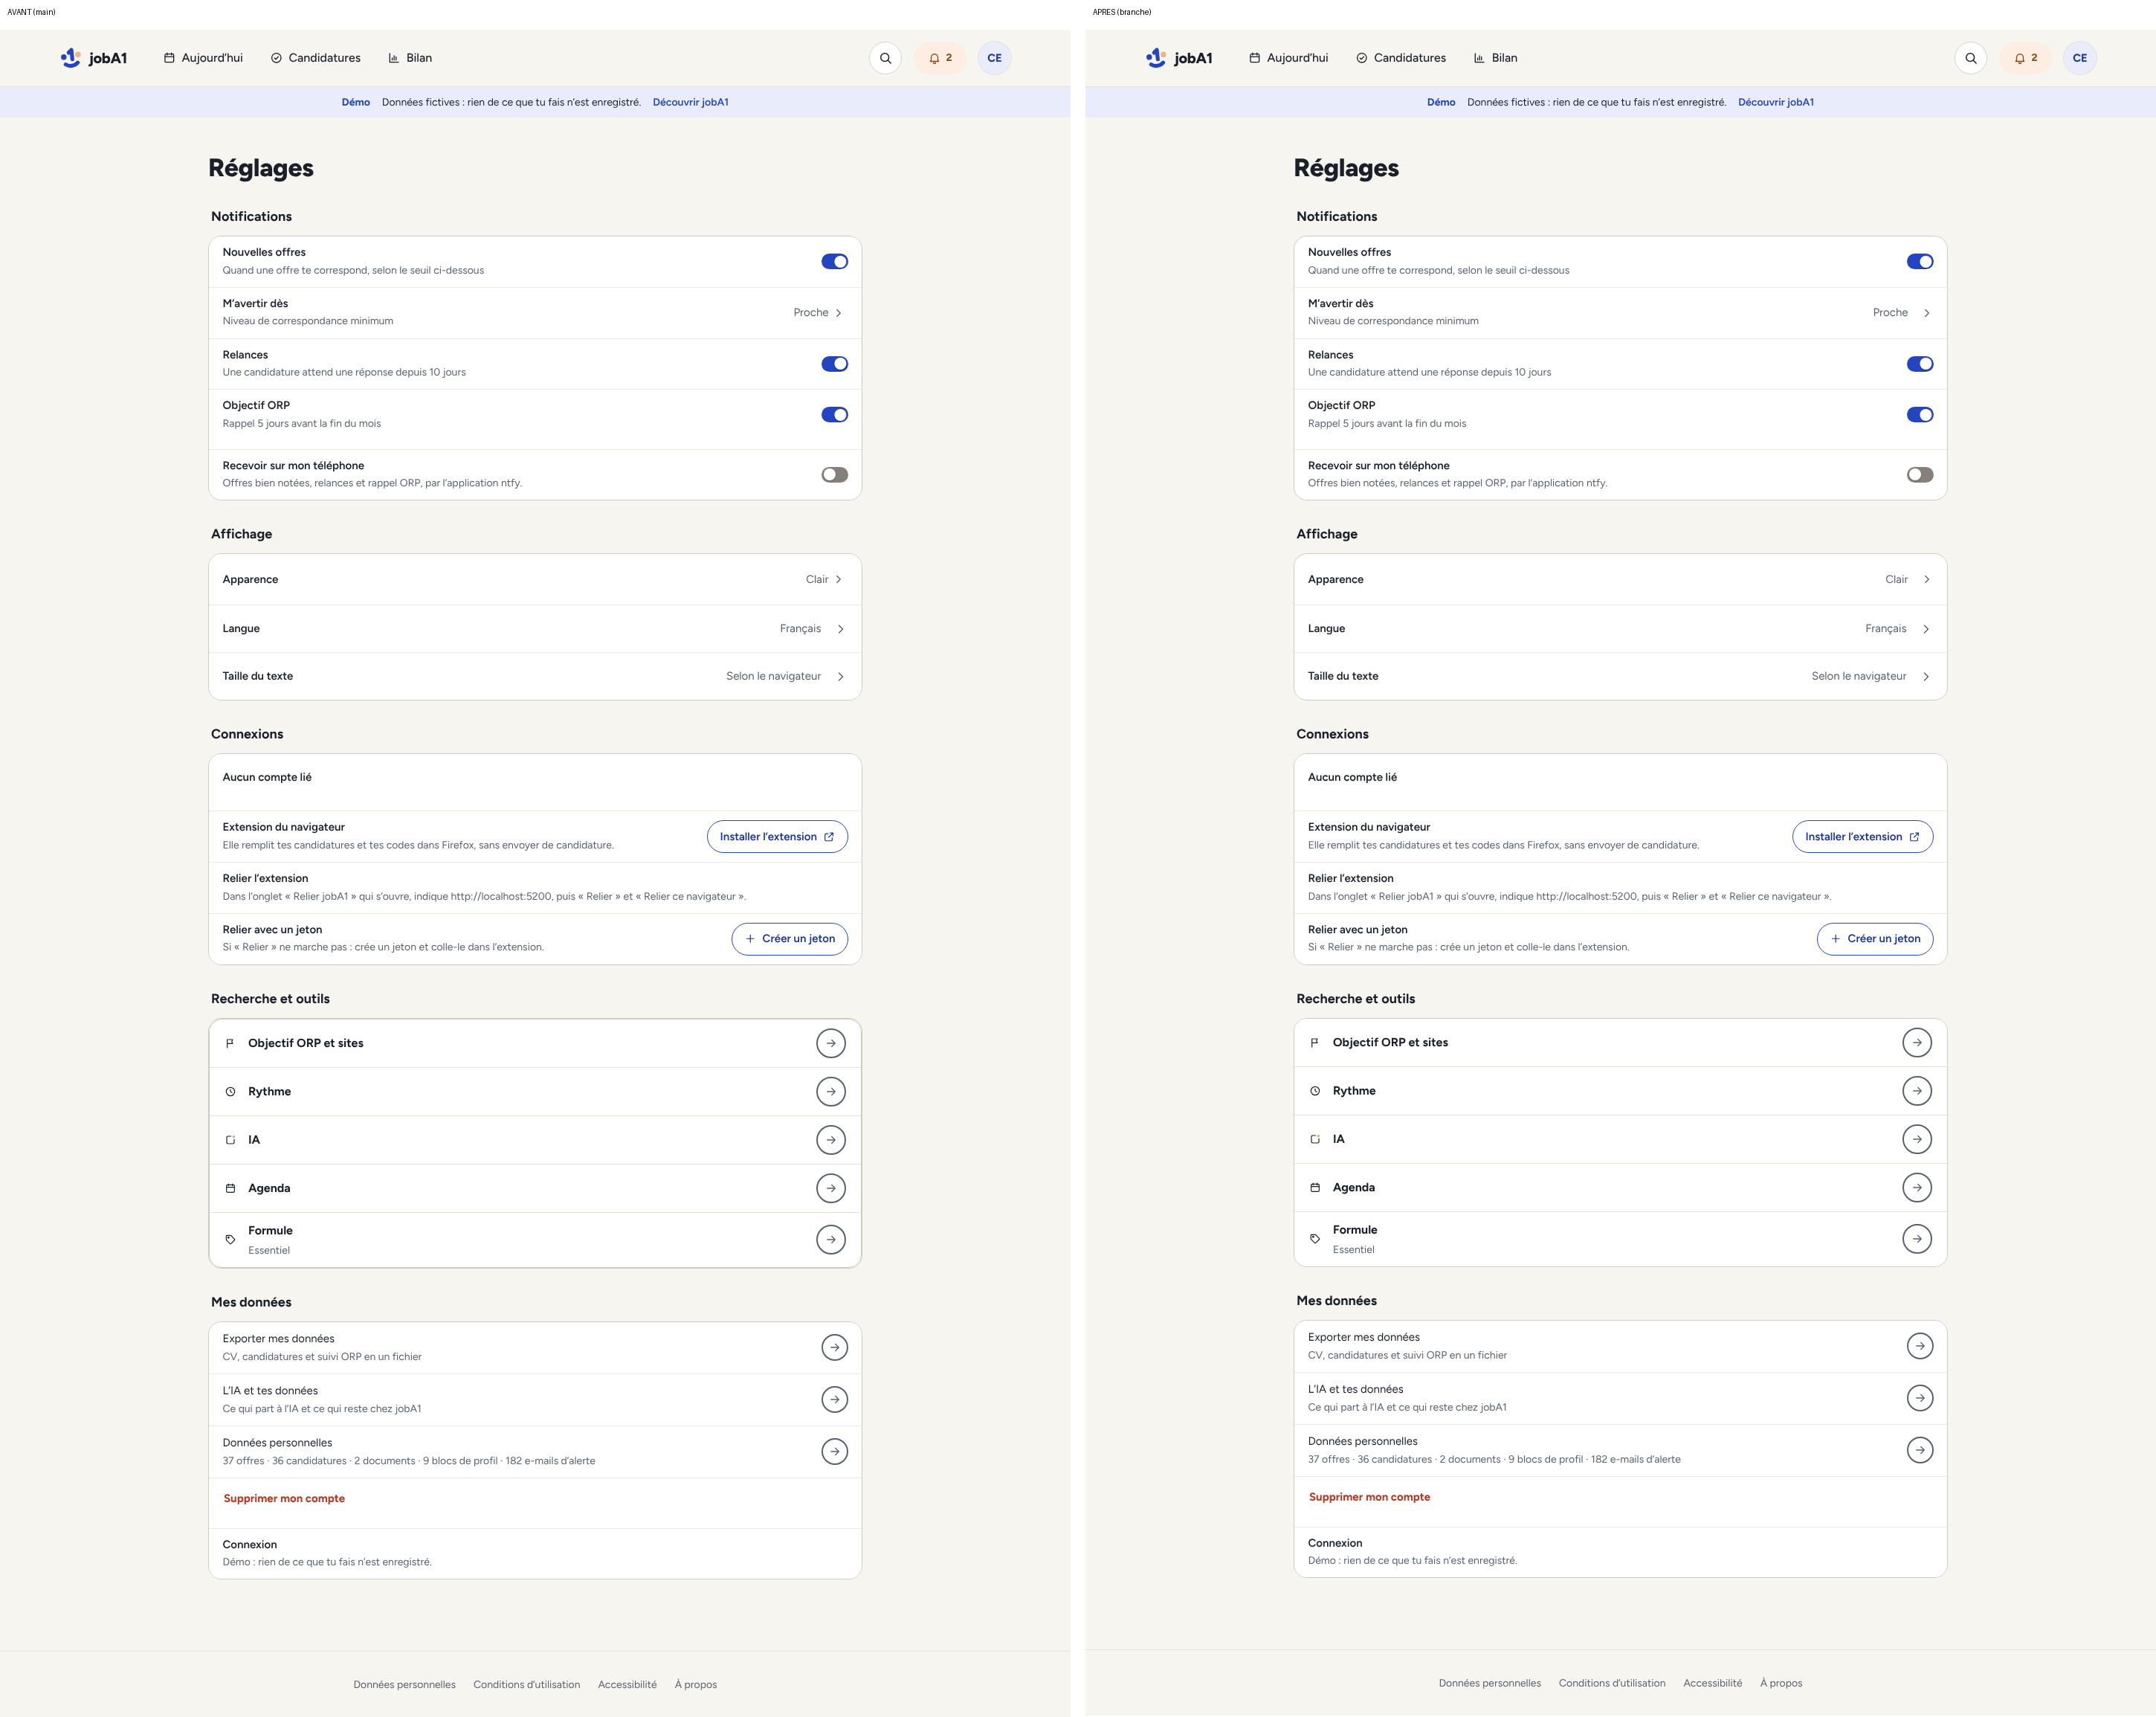 AVANT (main)
jobA1 Aujourd'hui Candidatures Bilan 2 CE
Démo Données fictives : rien de ce que tu fais n'est enregistré. Découvrir jobA1
Réglages
Notifications
Nouvelles offres
Quand une offre te correspond, selon le seuil ci-dessous
M'avertir dès
Niveau de correspondance minimum
Proche
Relances
Une candidature attend une réponse depuis 10 jours
Objectif ORP
Rappel 5 jours avant la fin du mois
Recevoir sur mon téléphone
Offres bien notées, relances et rappel ORP, par l'application ntfy.
Affichage
Apparence Clair
Langue Français
Taille du texte Selon le navigateur
Connexions
Aucun compte lié
Extension du navigateur
Elle remplit tes candidatures et tes codes dans Firefox, sans envoyer de candidature.
Installer l'extension
Relier l'extension
Dans l'onglet « Relier jobA1 » qui s'ouvre, indique http://localhost:5200, puis « Relier » et « Relier ce navigateur ».
Relier avec un jeton
Si « Relier » ne marche pas : crée un jeton et colle-le dans l'extension.
Créer un jeton
Recherche et outils
Objectif ORP et sites
Rythme
IA
Agenda
Formule
Essentiel
Mes données
Exporter mes données
CV, candidatures et suivi ORP en un fichier
L'IA et tes données
Ce qui part à l'IA et ce qui reste chez jobA1
Données personnelles
37 offres · 36 candidatures · 2 documents · 9 blocs de profil · 182 e-mails d'alerte
Supprimer mon compte
Connexion
Démo : rien de ce que tu fais n'est enregistré.
Données personnelles Conditions d'utilisation Accessibilité À propos
APRES (branche)
jobA1 Aujourd'hui Candidatures Bilan 2 CE
Démo Données fictives : rien de ce que tu fais n'est enregistré. Découvrir jobA1
Réglages
Notifications
Nouvelles offres
Quand une offre te correspond, selon le seuil ci-dessous
M'avertir dès
Niveau de correspondance minimum
Proche
Relances
Une candidature attend une réponse depuis 10 jours
Objectif ORP
Rappel 5 jours avant la fin du mois
Recevoir sur mon téléphone
Offres bien notées, relances et rappel ORP, par l'application ntfy.
Affichage
Apparence Clair
Langue Français
Taille du texte Selon le navigateur
Connexions
Aucun compte lié
Extension du navigateur
Elle remplit tes candidatures et tes codes dans Firefox, sans envoyer de candidature.
Installer l'extension
Relier l'extension
Dans l'onglet « Relier jobA1 » qui s'ouvre, indique http://localhost:5200, puis « Relier » et « Relier ce navigateur ».
Relier avec un jeton
Si « Relier » ne marche pas : crée un jeton et colle-le dans l'extension.
Créer un jeton
Recherche et outils
Objectif ORP et sites
Rythme
IA
Agenda
Formule
Essentiel
Mes données
Exporter mes données
CV, candidatures et suivi ORP en un fichier
L'IA et tes données
Ce qui part à l'IA et ce qui reste chez jobA1
Données personnelles
37 offres · 36 candidatures · 2 documents · 9 blocs de profil · 182 e-mails d'alerte
Supprimer mon compte
Connexion
Démo : rien de ce que tu fais n'est enregistré.
Données personnelles Conditions d'utilisation Accessibilité À propos